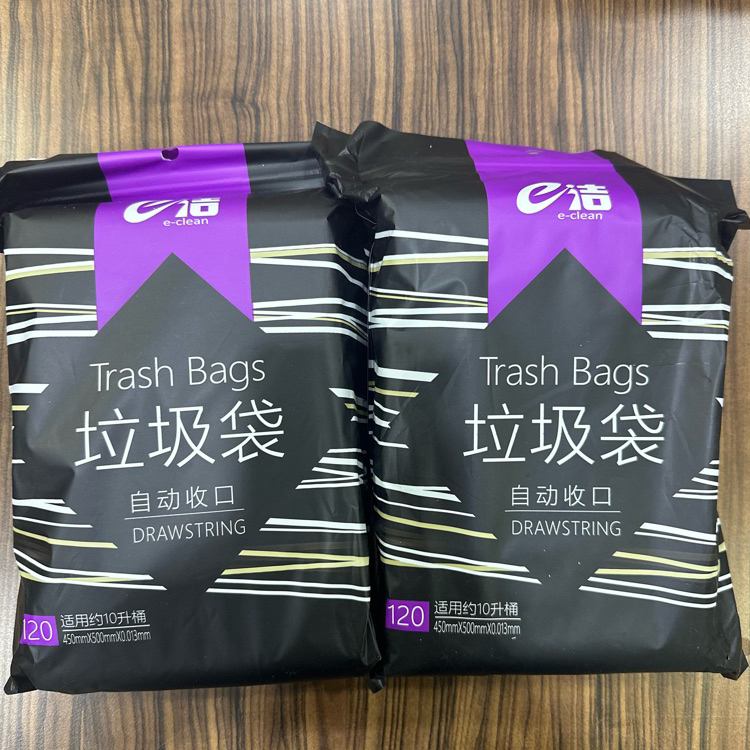 e洁
e-clean
Trash Bags
垃圾袋
自动收口
DRAWSTRING
120
适用约10升桶
450mmX500mmX0.013mm
e洁
e-clean
Trash Bags
垃圾袋
自动收口
DRAWSTRING
120
适用约10升桶
450mmX500mmX0.013mm